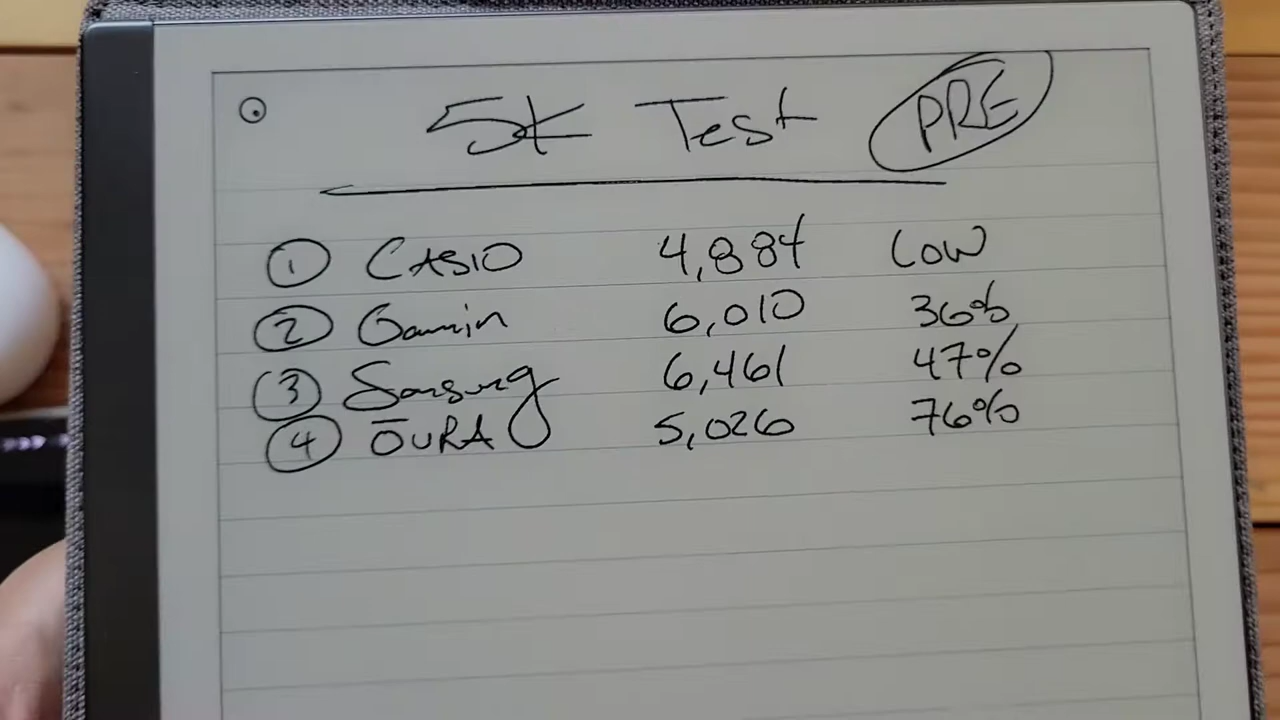 5K Test PRE
1 CASIO 4,884 LOW
2 Garmin 6,010 36%
3 Samsung 6,461 47%
4 ŌURA 5,026 76%